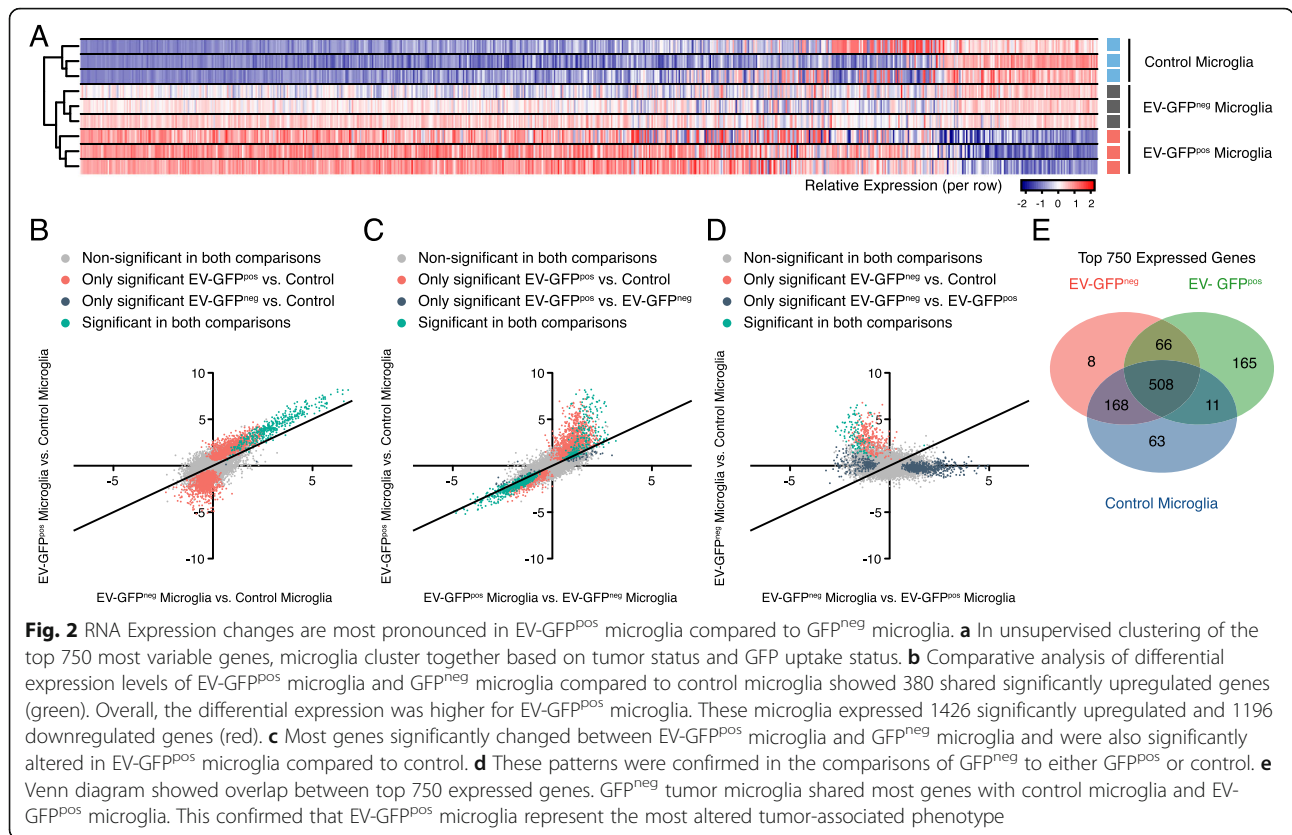 A
Control Microglia
EV-GFPneg Microglia
EV-GFPpos Microglia
Relative Expression (per row)
-2 -1 0 1 2
B
Non-significant in both comparisons
Only significant EV-GFPpos vs. Control
Only significant EV-GFPneg vs. Control
Significant in both comparisons
EV-GFPpos Microglia vs. Control Microglia
10
5
-5 5
-5
-10
EV-GFPneg Microglia vs. Control Microglia
C
Non-significant in both comparisons
Only significant EV-GFPpos vs. Control
Only significant EV-GFPpos vs. EV-GFPneg
Significant in both comparisons
EV-GFPpos Microglia vs. Control Microglia
10
5
-5 5
-5
-10
EV-GFPpos Microglia vs. EV-GFPneg Microglia
D
Non-significant in both comparisons
Only significant EV-GFPneg vs. Control
Only significant EV-GFPneg vs. EV-GFPpos
Significant in both comparisons
EV-GFPneg Microglia vs. Control Microglia
10
5
-5 5
-5
-10
EV-GFPneg Microglia vs. EV-GFPpos Microglia
E
Top 750 Expressed Genes
EV-GFPneg EV- GFPpos
66
8 165
508
168 11
63
Control Microglia
Fig. 2 RNA Expression changes are most pronounced in EV-GFPpos microglia compared to GFPneg microglia. a In unsupervised clustering of the
top 750 most variable genes, microglia cluster together based on tumor status and GFP uptake status. b Comparative analysis of differential
expression levels of EV-GFPpos microglia and GFPneg microglia compared to control microglia showed 380 shared significantly upregulated genes
(green). Overall, the differential expression was higher for EV-GFPpos microglia. These microglia expressed 1426 significantly upregulated and 1196
downregulated genes (red). c Most genes significantly changed between EV-GFPpos microglia and GFPneg microglia and were also significantly
altered in EV-GFPpos microglia compared to control. d These patterns were confirmed in the comparisons of GFPneg to either GFPpos or control. e
Venn diagram showed overlap between top 750 expressed genes. GFPneg tumor microglia shared most genes with control microglia and EV-
GFPpos microglia. This confirmed that EV-GFPpos microglia represent the most altered tumor-associated phenotype